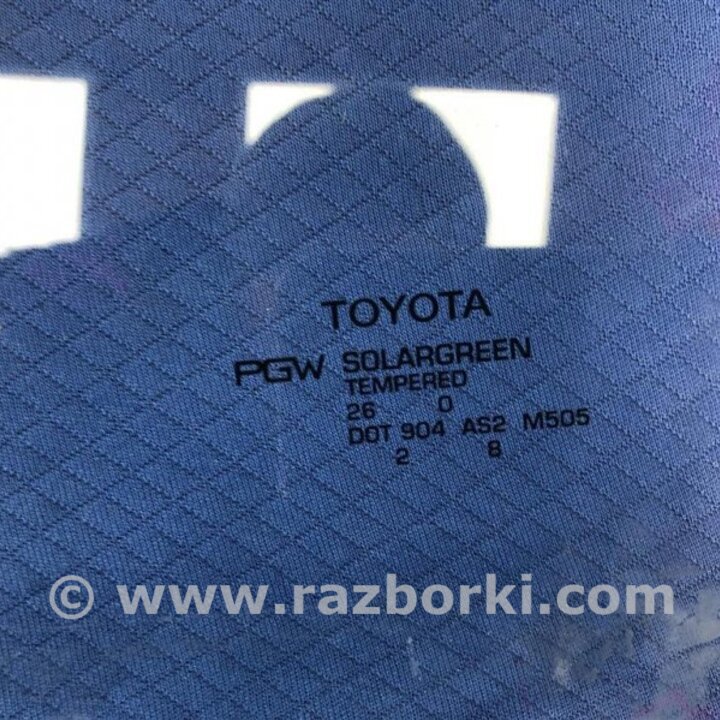 TOYOTA
PGW SOLARGREEN
TEMPERED
26 0
DOT 904 AS2 M505
2 8
© www.razborki.com